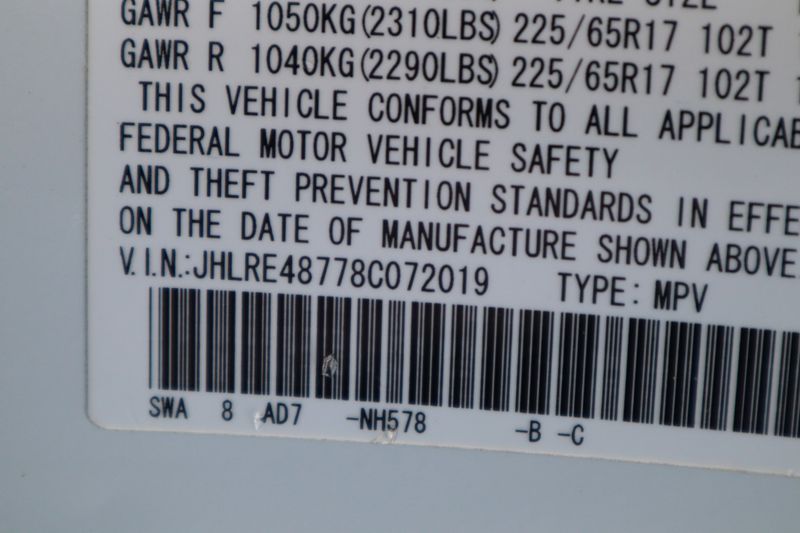 GAWR F 1050KG(2310LBS) 225/65R17 102T
GAWR R 1040KG(2290LBS) 225/65R17 102T
THIS VEHICLE CONFORMS TO ALL APPLICAB
FEDERAL MOTOR VEHICLE SAFETY
AND THEFT PREVENTION STANDARDS IN EFFE
ON THE DATE OF MANUFACTURE SHOWN ABOVE
V.I.N.:JHLRE48778C072019 TYPE: MPV
SWA 8 AD7 -NH578 -B -C